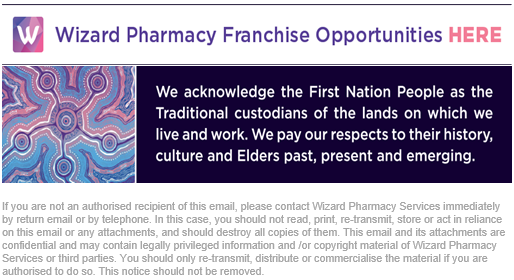 W Wizard Pharmacy Franchise Opportunities HERE
We acknowledge the First Nation People as the
Traditional custodians of the lands on which we
live and work. We pay our respects to their history,
culture and Elders past, present and emerging.
If you are not an authorised recipient of this email, please contact Wizard Pharmacy Services immediately
by return email or by telephone. In this case, you should not read, print, re-transmit, store or act in reliance
on this email or any attachments, and should destroy all copies of them. This email and its attachments are
confidential and may contain legally privileged information and /or copyright material of Wizard Pharmacy
Services or third parties. You should only re-transmit, distribute or commercialise the material if you are
authorised to do so. This notice should not be removed.